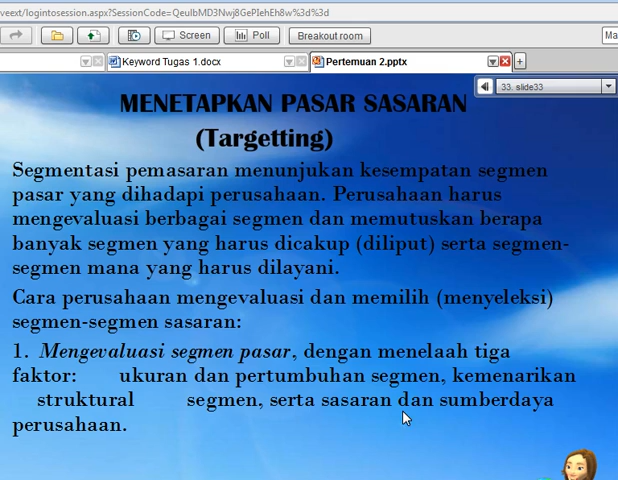 veext/logintosession.aspx?SessionCode=QeuIbMD3Nwj8GePIehEh8w%3d%3d
Screen Poll Breakout room Ma
Keyword Tugas 1.docx Pertemuan 2.pptx
33. slide33
MENETAPKAN PASAR SASARAN
(Targetting)
Segmentasi pemasaran menunjukan kesempatan segmen
pasar yang dihadapi perusahaan. Perusahaan harus
mengevaluasi berbagai segmen dan memutuskan berapa
banyak segmen yang harus dicakup (diliput) serta segmen-
segmen mana yang harus dilayani.
Cara perusahaan mengevaluasi dan memilih (menyeleksi)
segmen-segmen sasaran:
1. Mengevaluasi segmen pasar, dengan menelaah tiga
faktor: ukuran dan pertumbuhan segmen, kemenarikan
struktural segmen, serta sasaran dan sumberdaya
perusahaan.